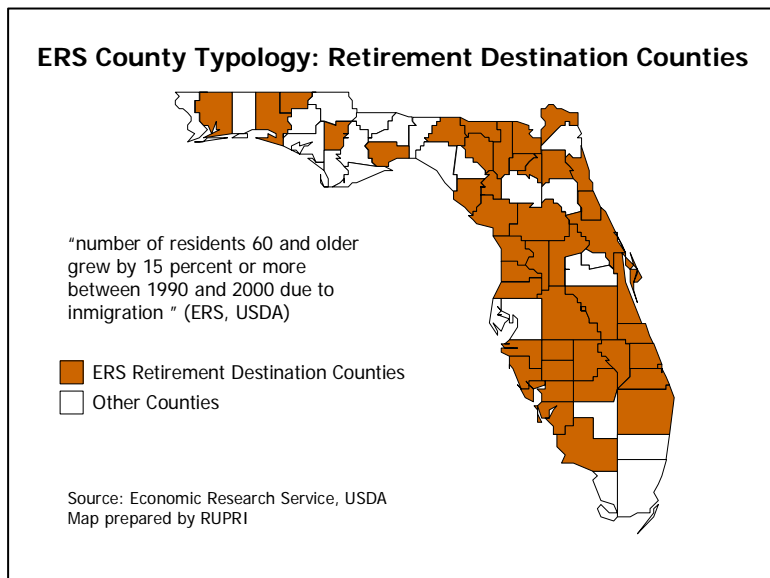 ERS County Typology: Retirement Destination Counties
“number of residents 60 and older
grew by 15 percent or more
between 1990 and 2000 due to
inmigration ” (ERS, USDA)
ERS Retirement Destination Counties
Other Counties
Source: Economic Research Service, USDA
Map prepared by RUPRI